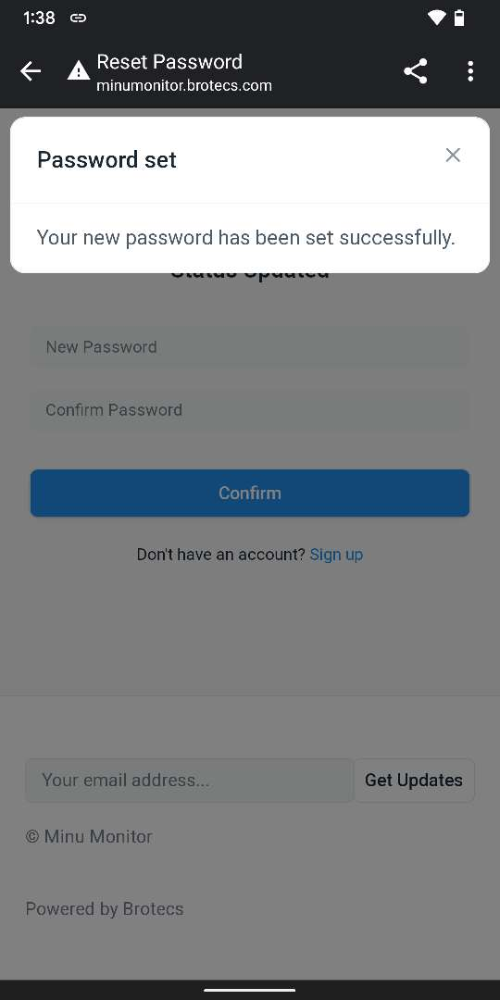 1:38
Reset Password
minumonitor.brotecs.com
Password set
Your new password has been set successfully.
Status Updated
New Password
Confirm Password
Confirm
Don't have an account? Sign up
Your email address...
Get Updates
© Minu Monitor
Powered by Brotecs